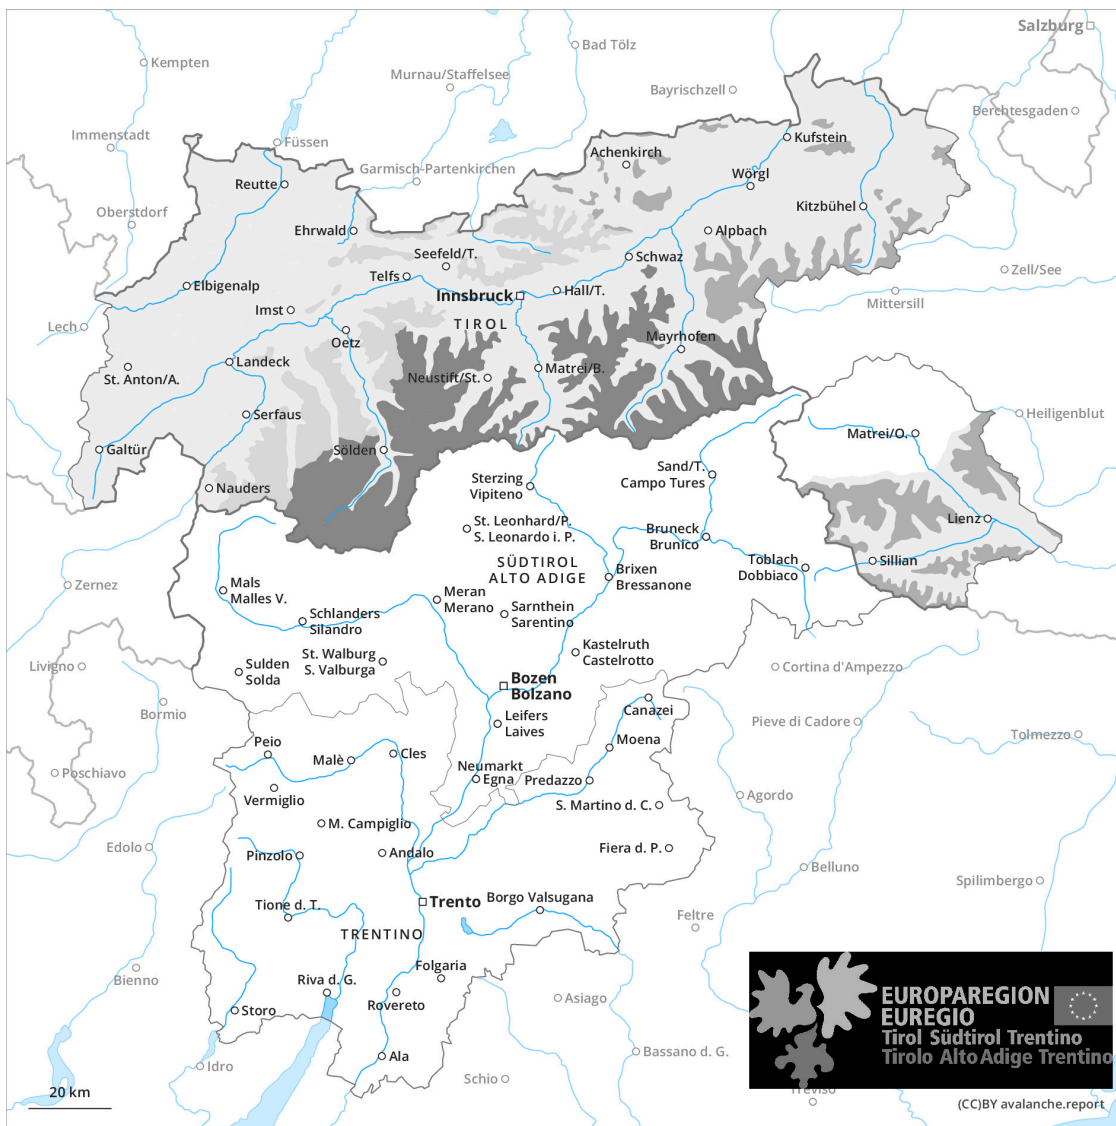 Salzburg
Bad Tölz
Kempten
Murnau/Staffelsee
Bayrischzell
Berchtesgaden
Immenstadt
Füssen
Kufstein
Achenkirch
Garmisch-Partenkirchen
Wörgl
Reutte
Oberstdorf
Kitzbühel
Ehrwald
Alpbach
Seefeld/T.
Schwaz
Zell/See
Telfs
Elbigenalp
Hall/T.
Innsbruck
Mittersill
Imst
Lech
TIROL
Oetz
Mayrhofen
Landeck
Matrei/B.
St. Anton/A.
Neustift/St.
Serfaus
Heiligenblut
Matrei/O.
Galtür
Sölden
Sand/T.
Campo Tures
Sterzing
Vipiteno
Nauders
Lienz
St. Leonhard/P.
S. Leonardo i. P.
Bruneck
Brunico
SÜDTIROL
ALTO ADIGE
Toblach
Dobbiaco
Sillian
Brixen
Bressanone
Zernez
Mals
Malles V.
Meran
Merano
Sarnthein
Sarentino
Schlanders
Silandro
Kastelruth
Castelrotto
St. Walburg
S. Valburga
Livigno
Sulden
Solda
Cortina d'Ampezzo
Bozen
Bolzano
Canazei
Bormio
Leifers
Laives
Pieve di Cadore
Tolmezzo
Peio
Moena
Malè
Cles
Neumarkt
Egna
Poschiavo
Predazzo
Vermiglio
Agordo
S. Martino d. C.
M. Campiglio
Edolo
Fiera d. P.
Pinzolo
Andalo
Belluno
Spilimbergo
Tione d. T.
Trento
Borgo Valsugana
Feltre
TRENTINO
Bienno
Folgaria
Riva d. G.
Rovereto
Asiago
Storo
EUROPAREGION
EUREGIO
Tirol Südtirol Trentino
Tirolo Alto Adige Trentino
Ala
Bassano d. G.
Idro
Schio
Treviso
20 km
(CC)BY avalanche.report